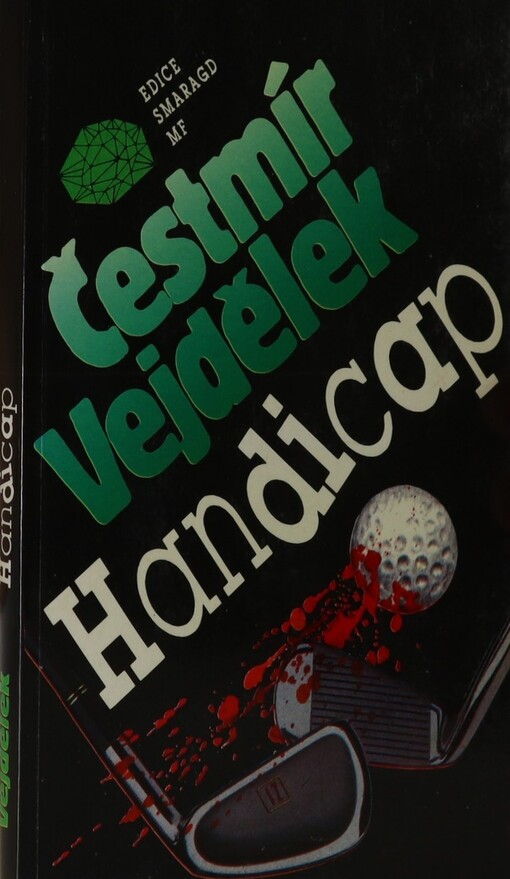 EDICE
SMARAGD
MF
Čestmír
Vejdělek
Handicap
Handicap
Vejdělek